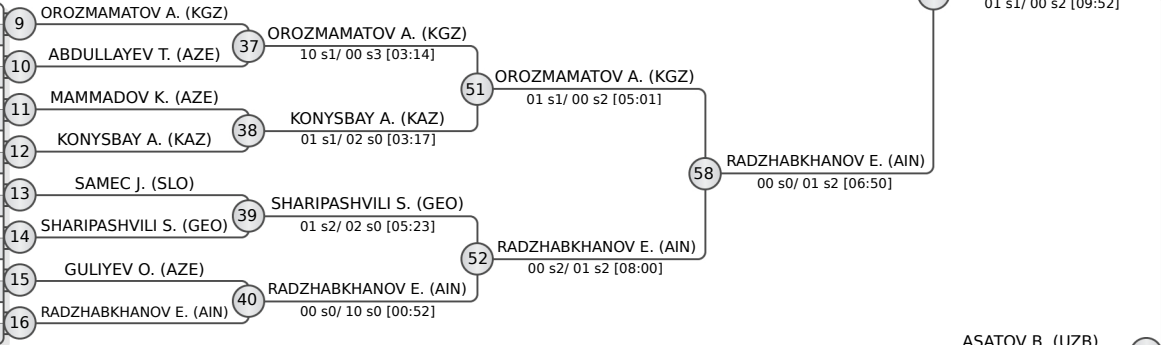 01 s1/ 00 s2 [09:52]
9
OROZMAMATOV A. (KGZ)
10
ABDULLAYEV T. (AZE)
37
OROZMAMATOV A. (KGZ)
10 s1/ 00 s3 [03:14]
11
MAMMADOV K. (AZE)
12
KONYSBAY A. (KAZ)
38
KONYSBAY A. (KAZ)
01 s1/ 02 s0 [03:17]
51
OROZMAMATOV A. (KGZ)
01 s1/ 00 s2 [05:01]
13
SAMEC J. (SLO)
14
SHARIPASHVILI S. (GEO)
39
SHARIPASHVILI S. (GEO)
01 s2/ 02 s0 [05:23]
15
GULIYEV O. (AZE)
16
RADZHABKHANOV E. (AIN)
40
RADZHABKHANOV E. (AIN)
00 s0/ 10 s0 [00:52]
52
RADZHABKHANOV E. (AIN)
00 s2/ 01 s2 [08:00]
58
RADZHABKHANOV E. (AIN)
00 s0/ 01 s2 [06:50]
ASATOV B. (UZB)